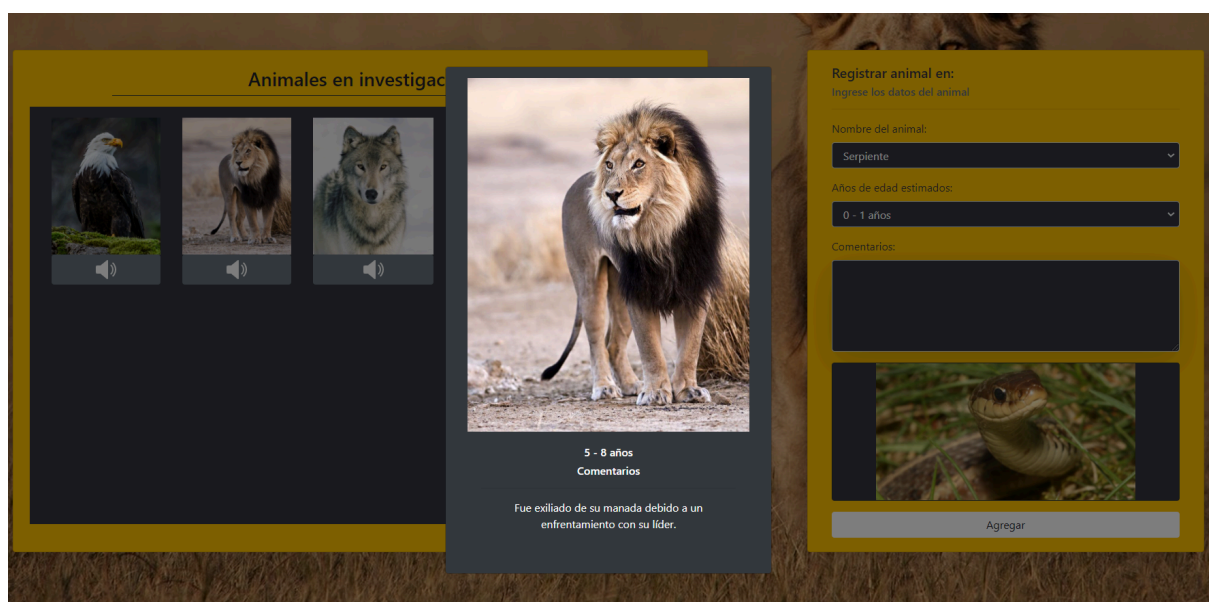 Animales en investigac
5 - 8 años
Comentarios
Fue exiliado de su manada debido a un
enfrentamiento con su líder.
Registrar animal en:
Ingrese los datos del animal
Nombre del animal:
Serpiente
Años de edad estimados:
0 - 1 años
Comentarios:
Agregar